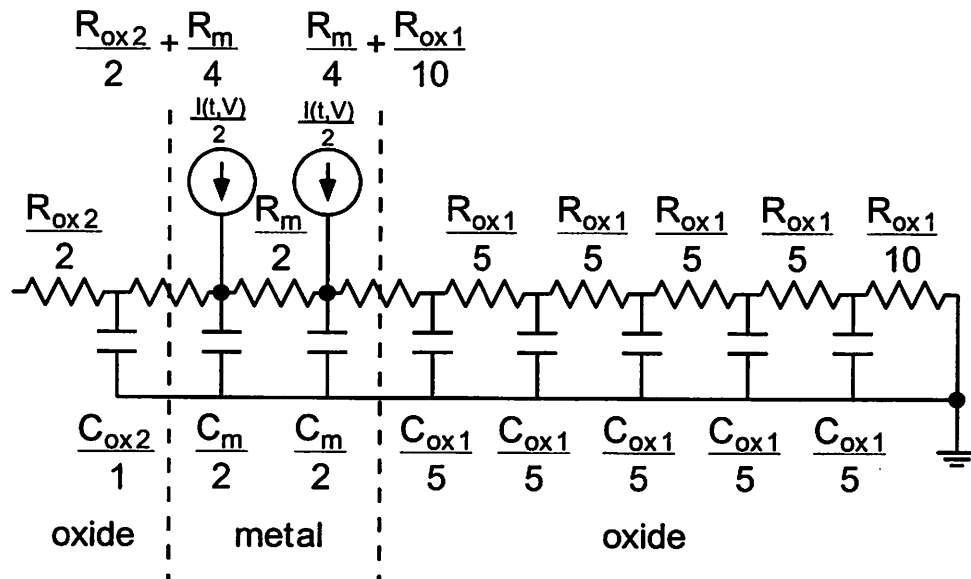 R_ox2/2 + R_m/4 R_m/4 + R_ox1/10
I(t,V)/2 I(t,V)/2
R_ox2/2 R_m/2 R_ox1/5 R_ox1/5 R_ox1/5 R_ox1/5 R_ox1/10
C_ox2/1 C_m/2 C_m/2 C_ox1/5 C_ox1/5 C_ox1/5 C_ox1/5 C_ox1/5
oxide metal oxide